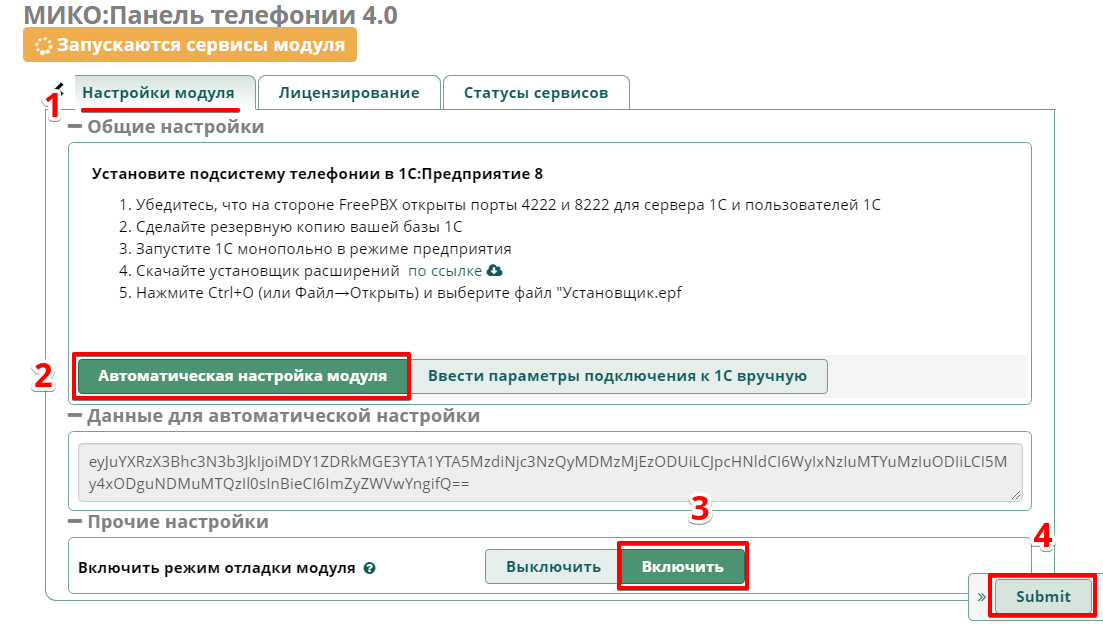 МИКО:Панель телефонии 4.0
Запускаются сервисы модуля
1
Настройки модуля
Лицензирование
Статусы сервисов
Общие настройки
Установите подсистему телефонии в 1С:Предприятие 8
1. Убедитесь, что на стороне FreePBX открыты порты 4222 и 8222 для сервера 1С и пользователей 1С
2. Сделайте резервную копию вашей базы 1С
3. Запустите 1С монопольно в режиме предприятия
4. Скачайте установщик расширений по ссылке
5. Нажмите Ctrl+O (или Файл→Открыть) и выберите файл "Установщик.epf
2
Автоматическая настройка модуля
Ввести параметры подключения к 1С вручную
Данные для автоматической настройки
eyJuYXRzX3Bhc3N3b3JkIjoiMDY1ZDRkMGE3YTA1YTA5MzdiNjc3NzQyMDMzMjEzODUiLCJpcHNldCI6WyIxNzIuMTYuMzIuODIiLCI5M
y4xODguNDMuMTQzIl0sInBieCI6ImZyZWVwYngifQ==
Прочие настройки
3
Включить режим отладки модуля
Выключить
Включить
4
» Submit